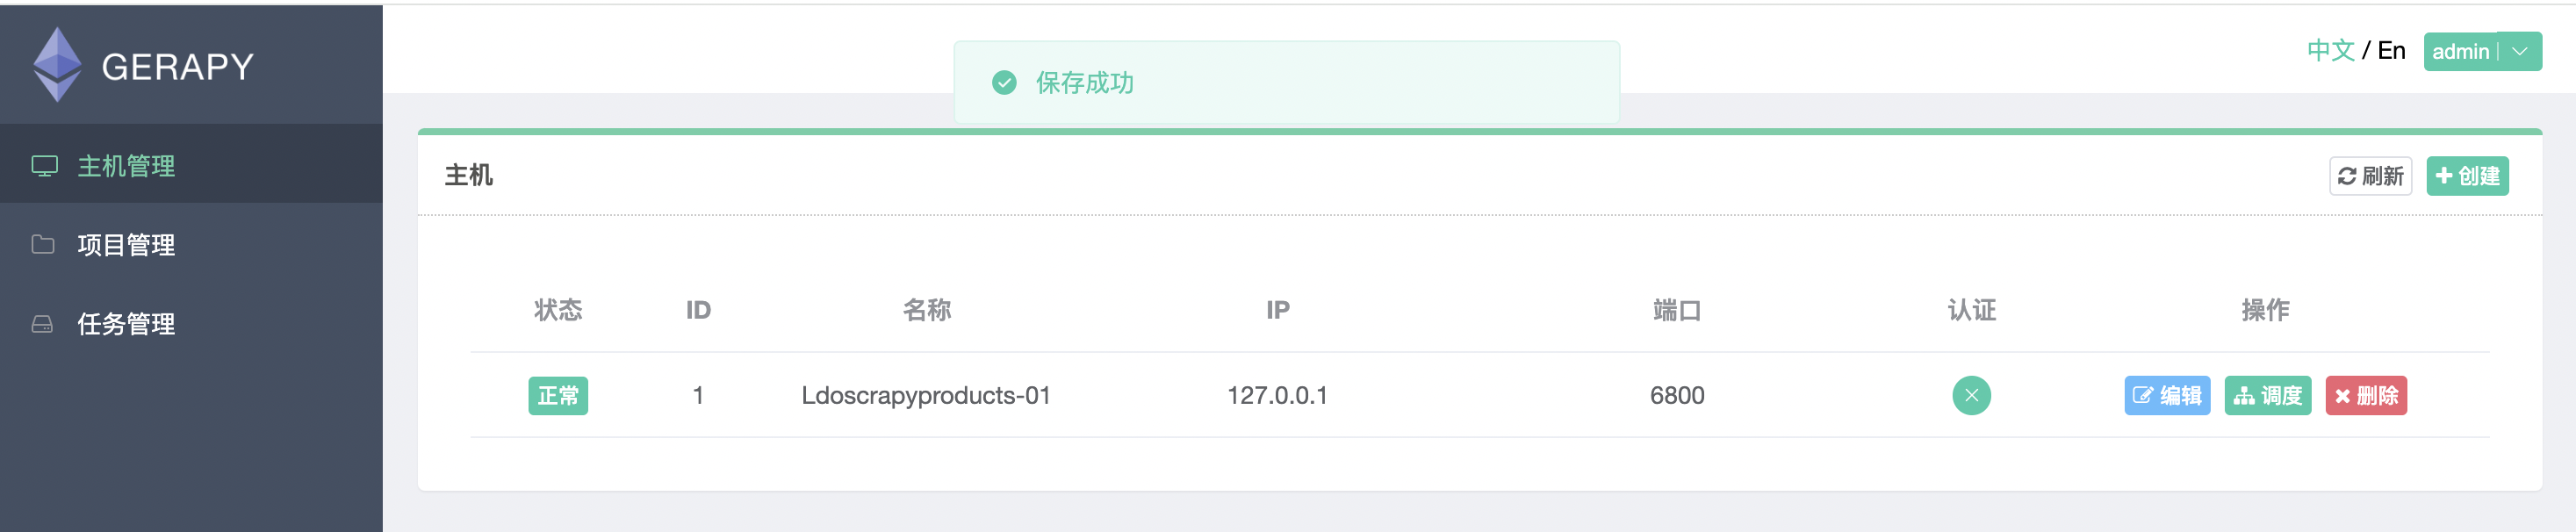 GERAPY
保存成功
中文 / En admin
主机管理
项目管理
任务管理
主机 刷新 创建
状态 ID 名称 IP 端口 认证 操作
正常 1 Ldoscrapyproducts-01 127.0.0.1 6800 编辑 调度 删除